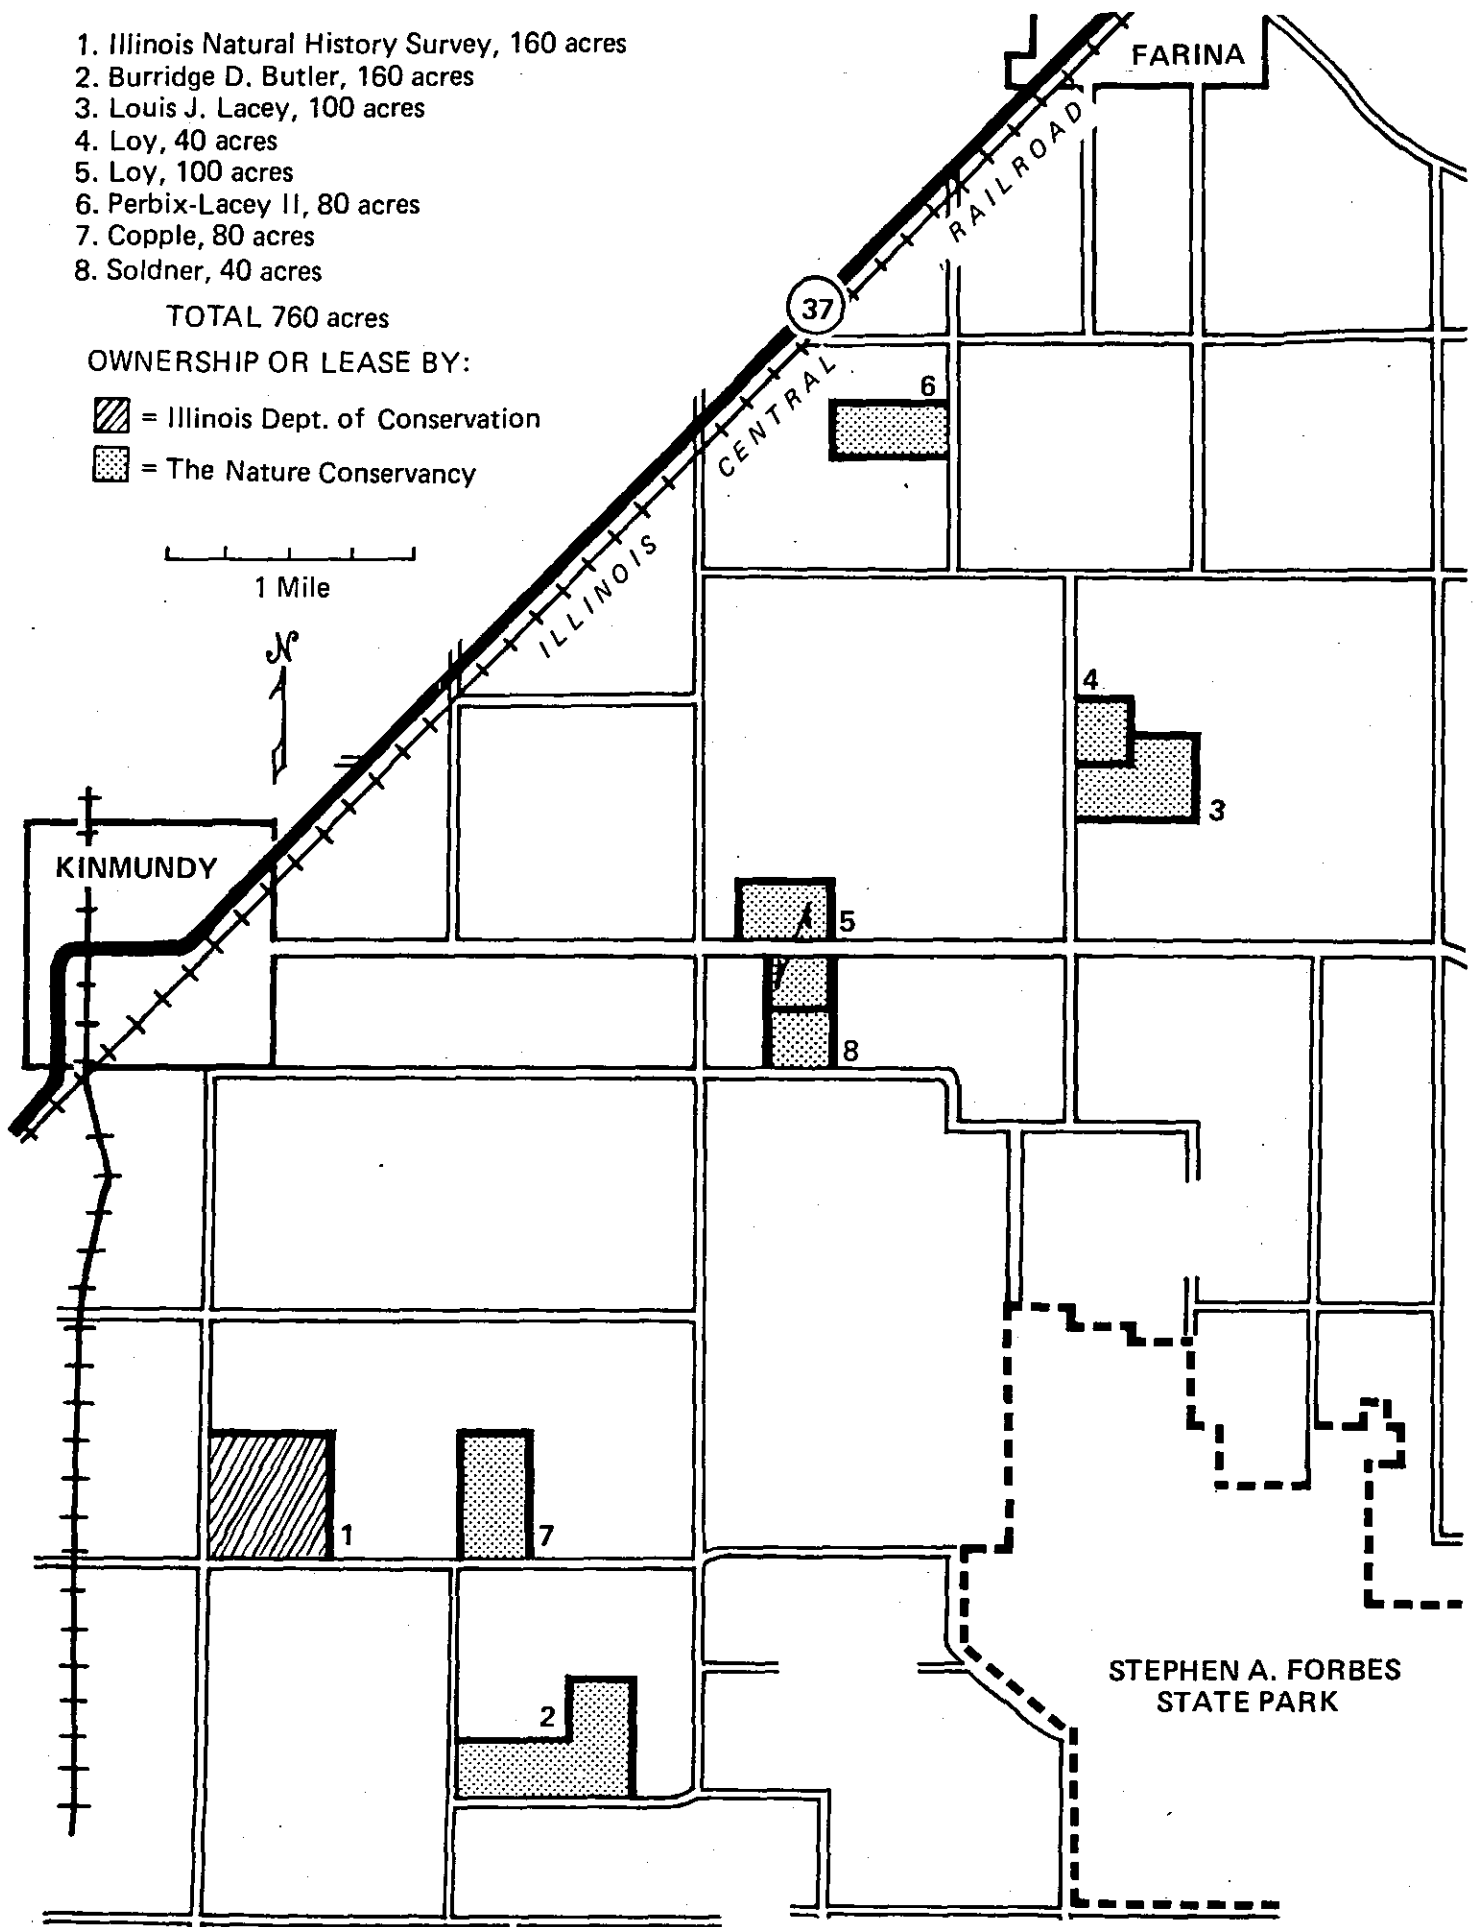 1. Illinois Natural History Survey, 160 acres
2. Burridge D. Butler, 160 acres
3. Louis J. Lacey, 100 acres
4. Loy, 40 acres
5. Loy, 100 acres
6. Perbix-Lacey II, 80 acres
7. Copple, 80 acres
8. Soldner, 40 acres
TOTAL 760 acres
OWNERSHIP OR LEASE BY:
= Illinois Dept. of Conservation
= The Nature Conservancy
1 Mile
N
FARINA
37
ILLINOIS CENTRAL RAILROAD
6
4
3
KINMUNDY
5
8
1
7
2
STEPHEN A. FORBES
STATE PARK